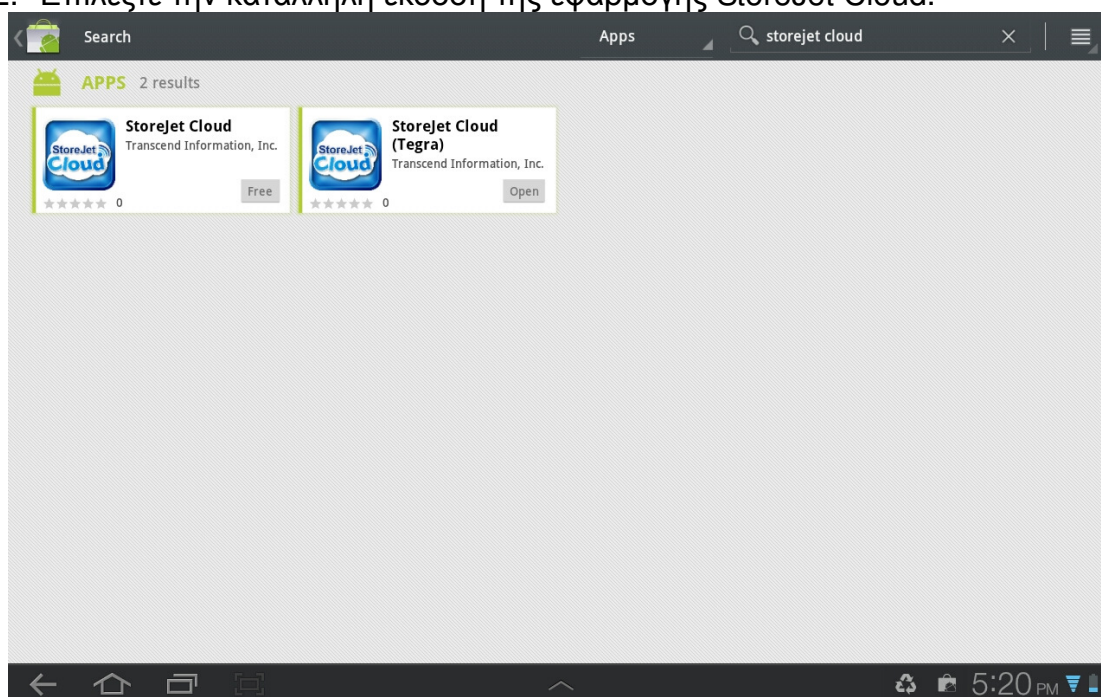 2. Επιλέξτε την κατάλληλη έκδοση της εφαρμογής StoreJet Cloud.
Search
Apps
storejet cloud
APPS 2 results
StoreJet Cloud
Transcend Information, Inc.
StoreJet
Cloud
Free
0
StoreJet Cloud
(Tegra)
Transcend Information, Inc.
StoreJet
Cloud
Open
0
5:20 PM